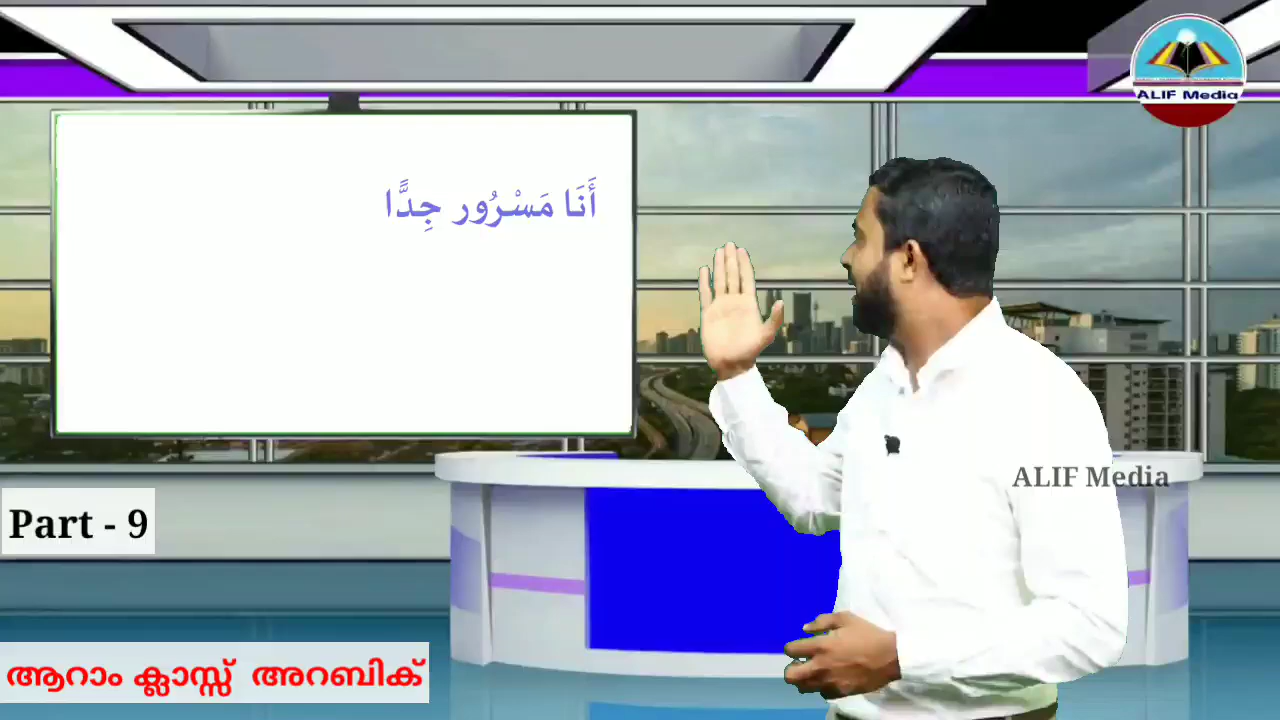 ALIF Media
أَنَا مَسْرُور جِدًّا
ALIF Media
Part - 9
ആറാം ക്ലാസ്സ് അറബിക്